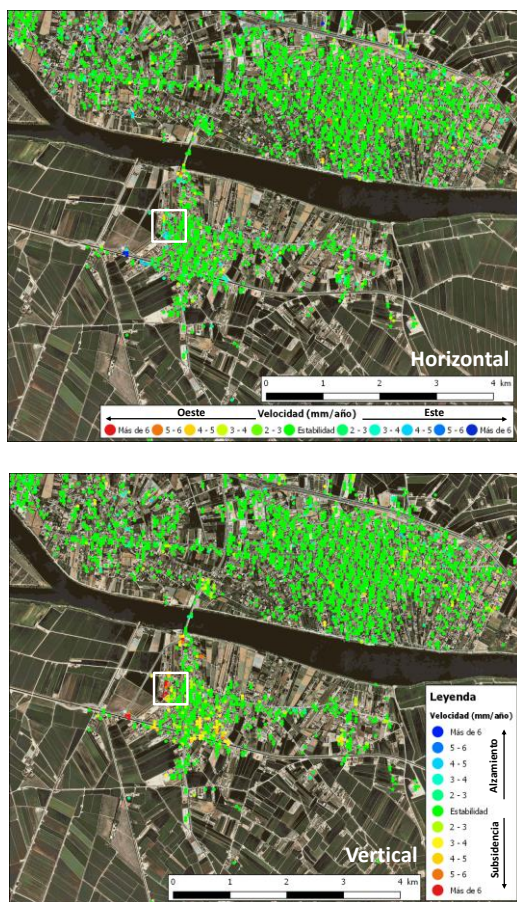 Horizontal
0 1 2 3 4 km
Oeste Velocidad (mm/año) Este
Más de 6 5 - 6 4 - 5 3 - 4 2 - 3 Estabilidad 2 - 3 3 - 4 4 - 5 5 - 6 Más de 6
Leyenda
Velocidad (mm/año)
Más de 6
5 - 6
4 - 5
3 - 4
2 - 3
Alzamiento
Estabilidad
2 - 3
3 - 4
4 - 5
5 - 6
Más de 6
Subsidencia
Vertical
0 1 2 3 4 km